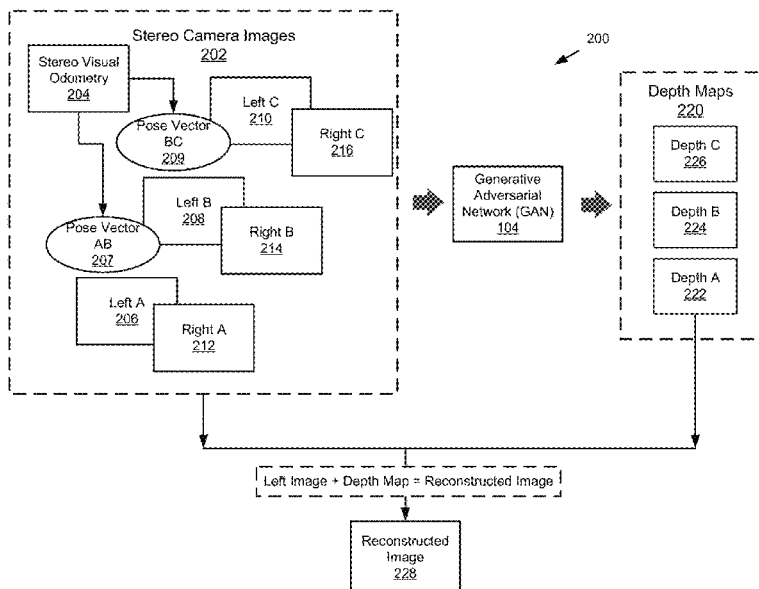 Stereo Camera Images
202
Stereo Visual
Odometry
204
Pose Vector
BC
209
Left C
210
Right C
216
Pose Vector
AB
207
Left B
208
Right B
214
Left A
206
Right A
212
200
Generative
Adversarial
Network (GAN)
104
Depth Maps
220
Depth C
226
Depth B
224
Depth A
222
Left Image + Depth Map = Reconstructed Image
Reconstructed
Image
228